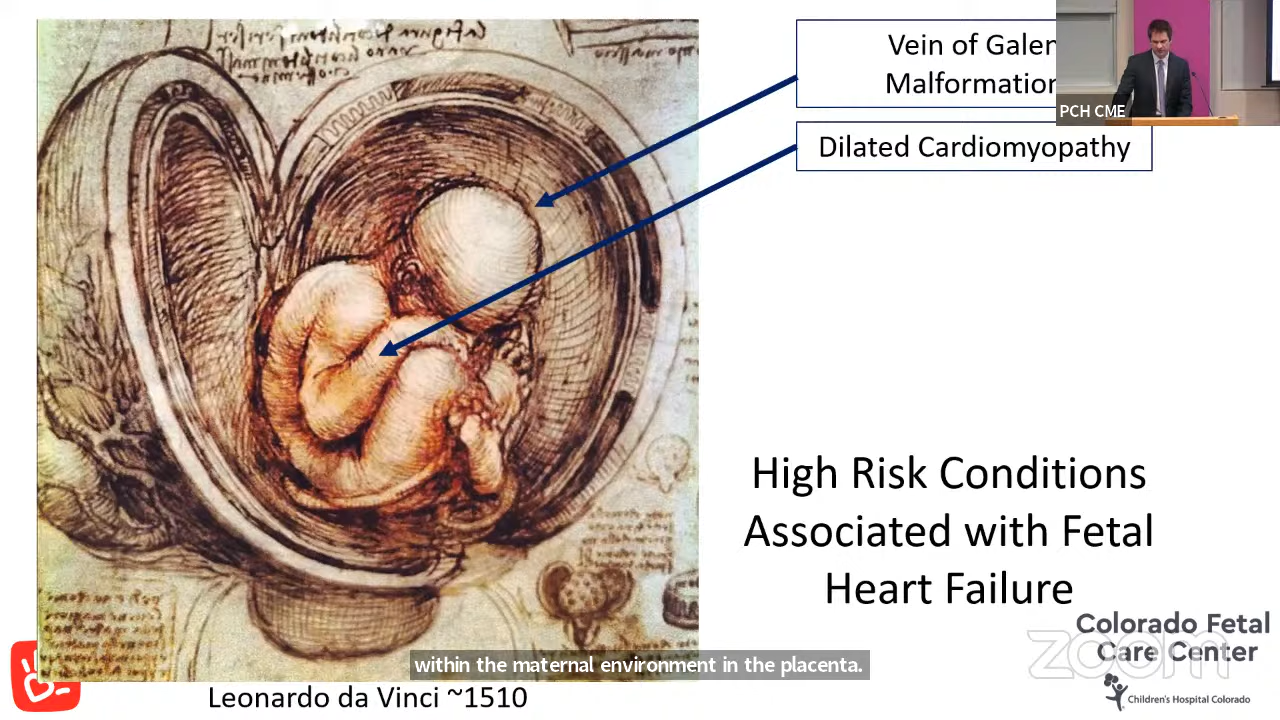 Vein of Galen
Malformation
PCH CME
Dilated Cardiomyopathy
High Risk Conditions
Associated with Fetal
Heart Failure
Colorado Fetal
Care Center
zoom
Children's Hospital Colorado
within the maternal environment in the placenta.
Leonardo da Vinci ~1510